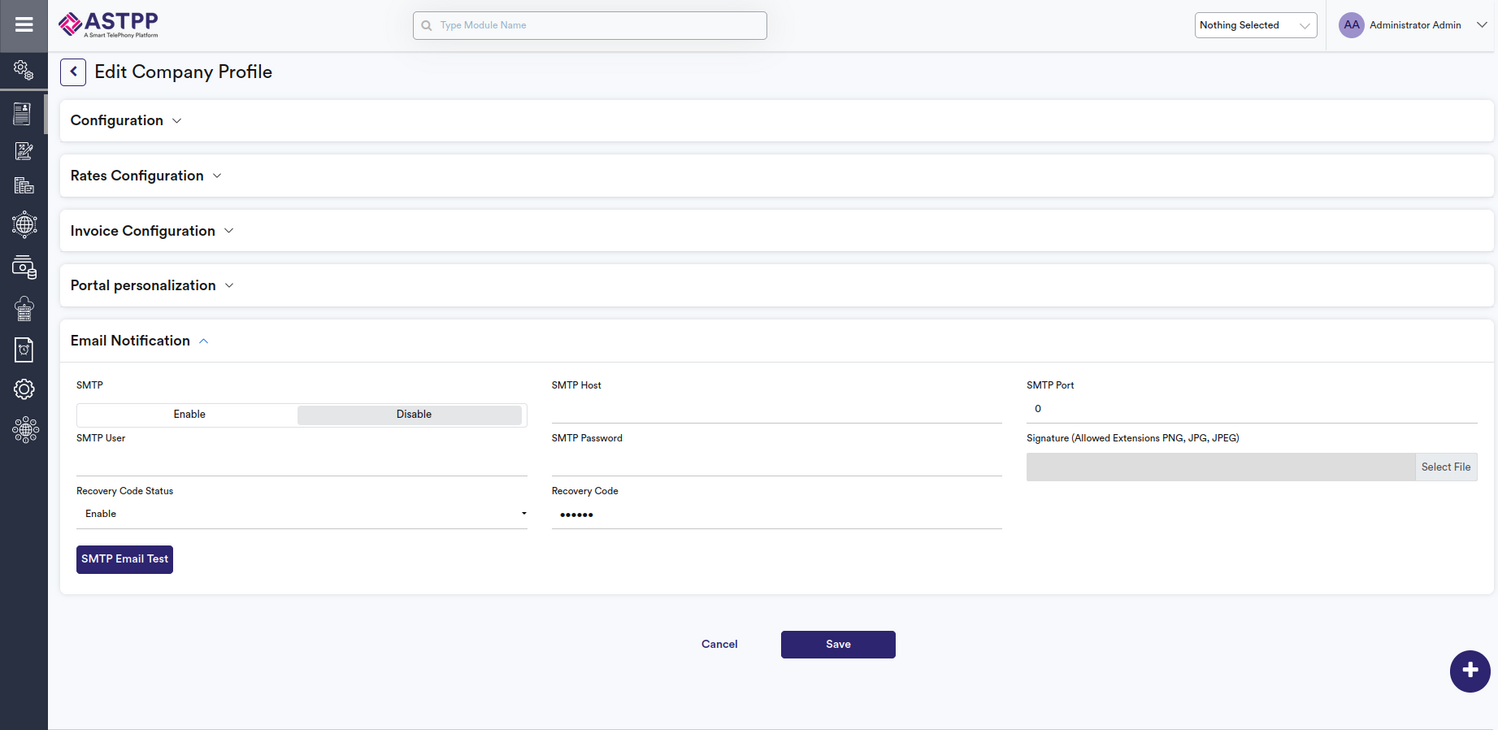 ASTPP
A Smart TelePhony Platform
Type Module Name
Nothing Selected
AA
Administrator Admin
Edit Company Profile
Configuration
Rates Configuration
Invoice Configuration
Portal personalization
Email Notification
SMTP
SMTP Host
SMTP Port
Enable
Disable
0
SMTP User
SMTP Password
Signature (Allowed Extensions PNG, JPG, JPEG)
Select File
Recovery Code Status
Recovery Code
Enable
••••••
SMTP Email Test
Cancel
Save